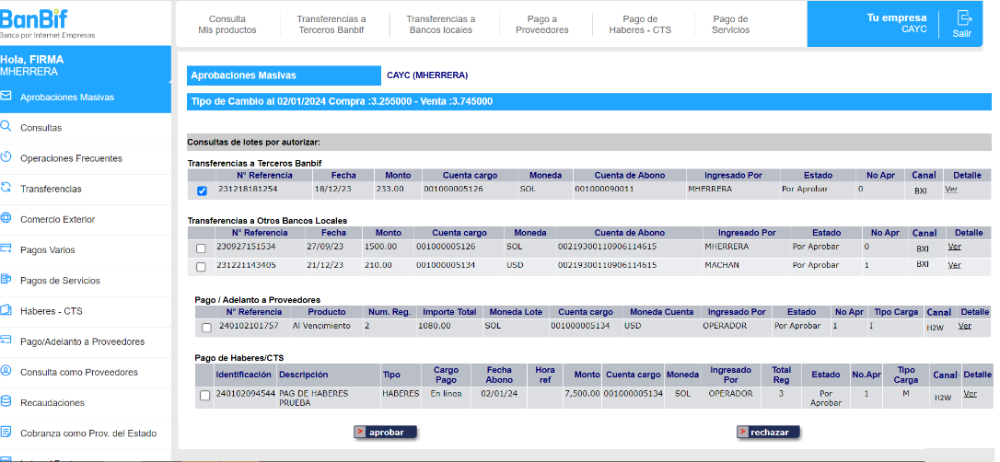 BanBif
Banca por Internet Empresas
Consulta
Mis productos
Transferencias a
Terceros Banbif
Transferencias a
Bancos locales
Pago a
Proveedores
Pago de
Haberes - CTS
Pago de
Servicios
Tu empresa
CAYC
Salir
Hola, FIRMA
MHERRERA
Aprobaciones Masivas
Consultas
Operaciones Frecuentes
Transferencias
Comercio Exterior
Pagos Varios
Pagos de Servicios
Haberes - CTS
Pago/Adelanto a Proveedores
Consulta como Proveedores
Recaudaciones
Cobranza como Prov. del Estado
Aprobaciones Masivas CAYC (MHERRERA)
Tipo de Cambio al 02/01/2024 Compra :3.255000 - Venta :3.745000
Consultas de lotes por autorizar:
Transferencias a Terceros Banbif
N° Referencia Fecha Monto Cuenta cargo Moneda Cuenta de Abono Ingresado Por Estado No Apr Canal Detalle
231218181254 18/12/23 233.00 001000005126 SOL 001000090011 MHERRERA Por Aprobar 0 BXI Ver
Transferencias a Otros Bancos Locales
N° Referencia Fecha Monto Cuenta cargo Moneda Cuenta de Abono Ingresado Por Estado No Apr Canal Detalle
230927151534 27/09/23 1500.00 001000005126 SOL 00219300110906114615 MHERRERA Por Aprobar 0 BXI Ver
231221143405 21/12/23 210.00 001000005134 USD 00219300110906114615 MACHAN Por Aprobar 1 BXI Ver
Pago / Adelanto a Proveedores
N° Referencia Producto Num. Reg. Importe Total Moneda Lote Cuenta cargo Moneda Cuenta Ingresado Por Estado No Apr Tipo Carga Canal Detalle
240102101757 Al Vencimiento 2 1080.00 SOL 001000005134 USD OPERADOR Por Aprobar 1 I H2W Ver
Pago de Haberes/CTS
Identificación Descripción Tipo Cargo Pago Fecha Abono Hora ref Monto Cuenta cargo Moneda Ingresado Por Total Reg Estado No.Apr Tipo Carga Canal Detalle
240102094544 PAG DE HABERES PRUEBA HABERES En linea 02/01/24 7,500.00 001000005134 SOL OPERADOR 3 Por Aprobar 1 M H2W Ver
aprobar
rechazar